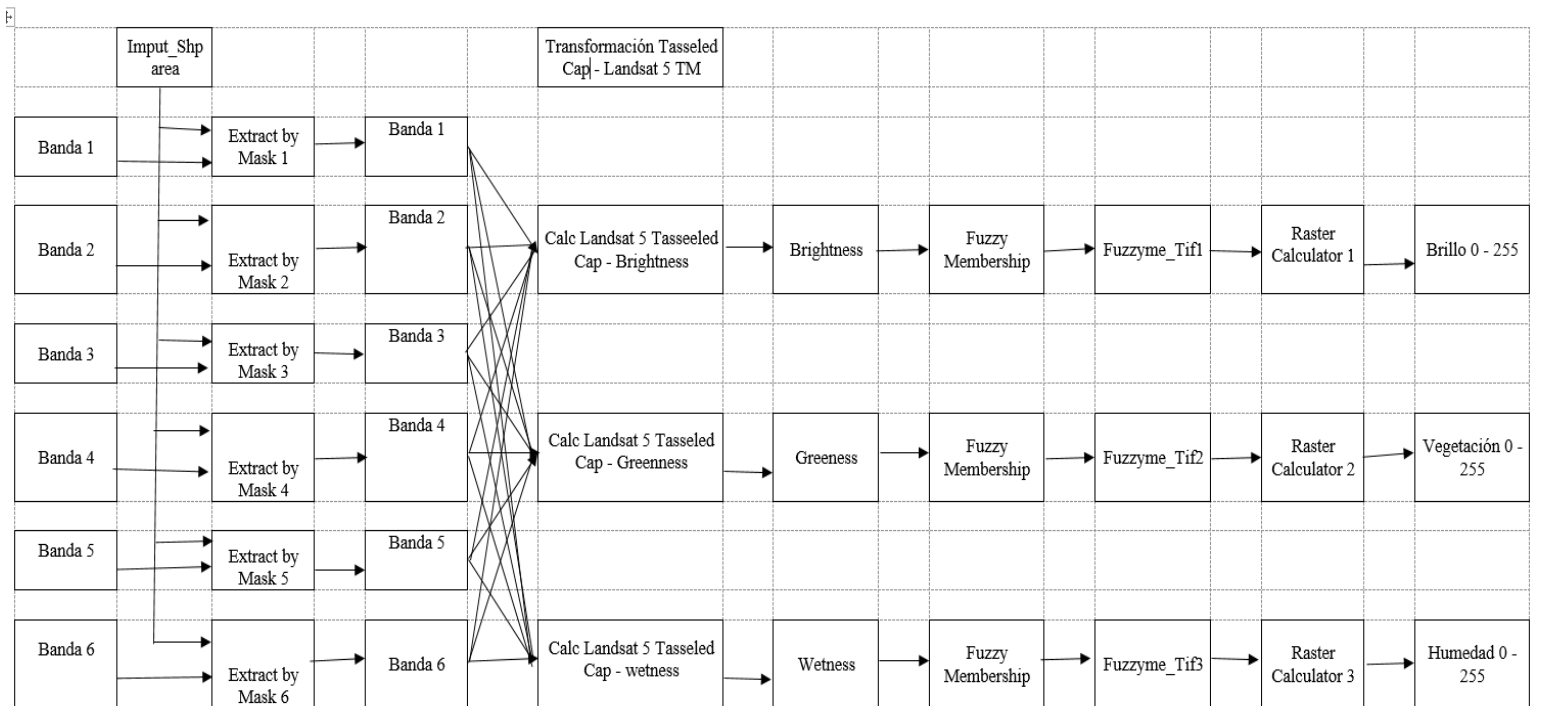 Imput_Shp
area
Transformación Tasseled
Cap - Landsat 5 TM
Banda 1
Extract by
Mask 1
Banda 1
Banda 2
Extract by
Mask 2
Banda 2
Calc Landsat 5 Tasseeled
Cap - Brightness
Brightness
Fuzzy
Membership
Fuzzyme_Tif1
Raster
Calculator 1
Brillo 0 - 255
Banda 3
Extract by
Mask 3
Banda 3
Banda 4
Extract by
Mask 4
Banda 4
Calc Landsat 5 Tasseled
Cap - Greenness
Greeness
Fuzzy
Membership
Fuzzyme_Tif2
Raster
Calculator 2
Vegetación 0 -
255
Banda 5
Extract by
Mask 5
Banda 5
Banda 6
Extract by
Mask 6
Banda 6
Calc Landsat 5 Tasseled
Cap - wetness
Wetness
Fuzzy
Membership
Fuzzyme_Tif3
Raster
Calculator 3
Humedad 0 -
255